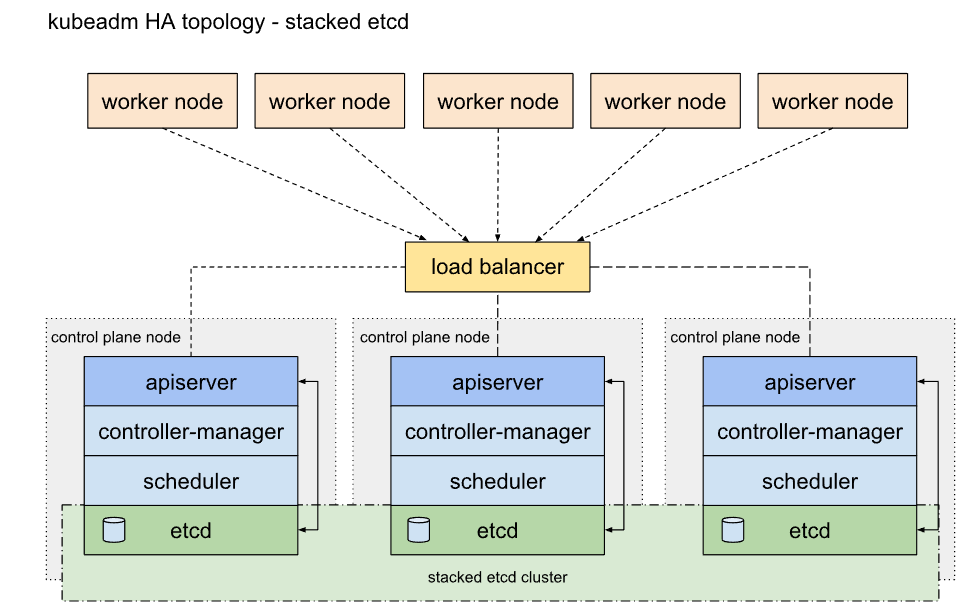 kubeadm HA topology - stacked etcd
worker node
worker node
worker node
worker node
worker node
load balancer
control plane node
control plane node
control plane node
apiserver
apiserver
apiserver
controller-manager
controller-manager
controller-manager
scheduler
scheduler
scheduler
etcd
etcd
etcd
stacked etcd cluster